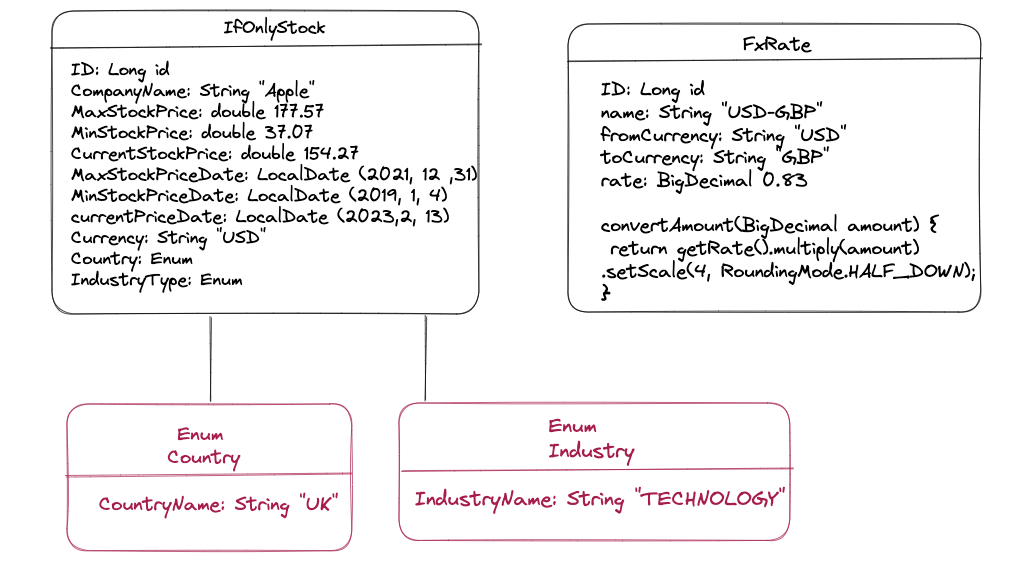 IfOnlyStock
ID: Long id
CompanyName: String "Apple"
MaxStockPrice: double 177.57
MinStockPrice: double 37.07
CurrentStockPrice: double 154.27
MaxStockPriceDate: LocalDate (2021, 12 ,31)
MinStockPriceDate: LocalDate (2019, 1, 4)
currentPriceDate: LocalDate (2023,2, 13)
Currency: String "USD"
Country: Enum
IndustryType: Enum
FxRate
ID: Long id
name: String "USD-GBP"
fromCurrency: String "USD"
toCurrency: String "GBP"
rate: BigDecimal 0.83
convertAmount(BigDecimal amount) {
return getRate().multiply(amount)
.setScale(4, RoundingMode.HALF_DOWN);
}
Enum
Country
CountryName: String "UK"
Enum
Industry
IndustryName: String "TECHNOLOGY"